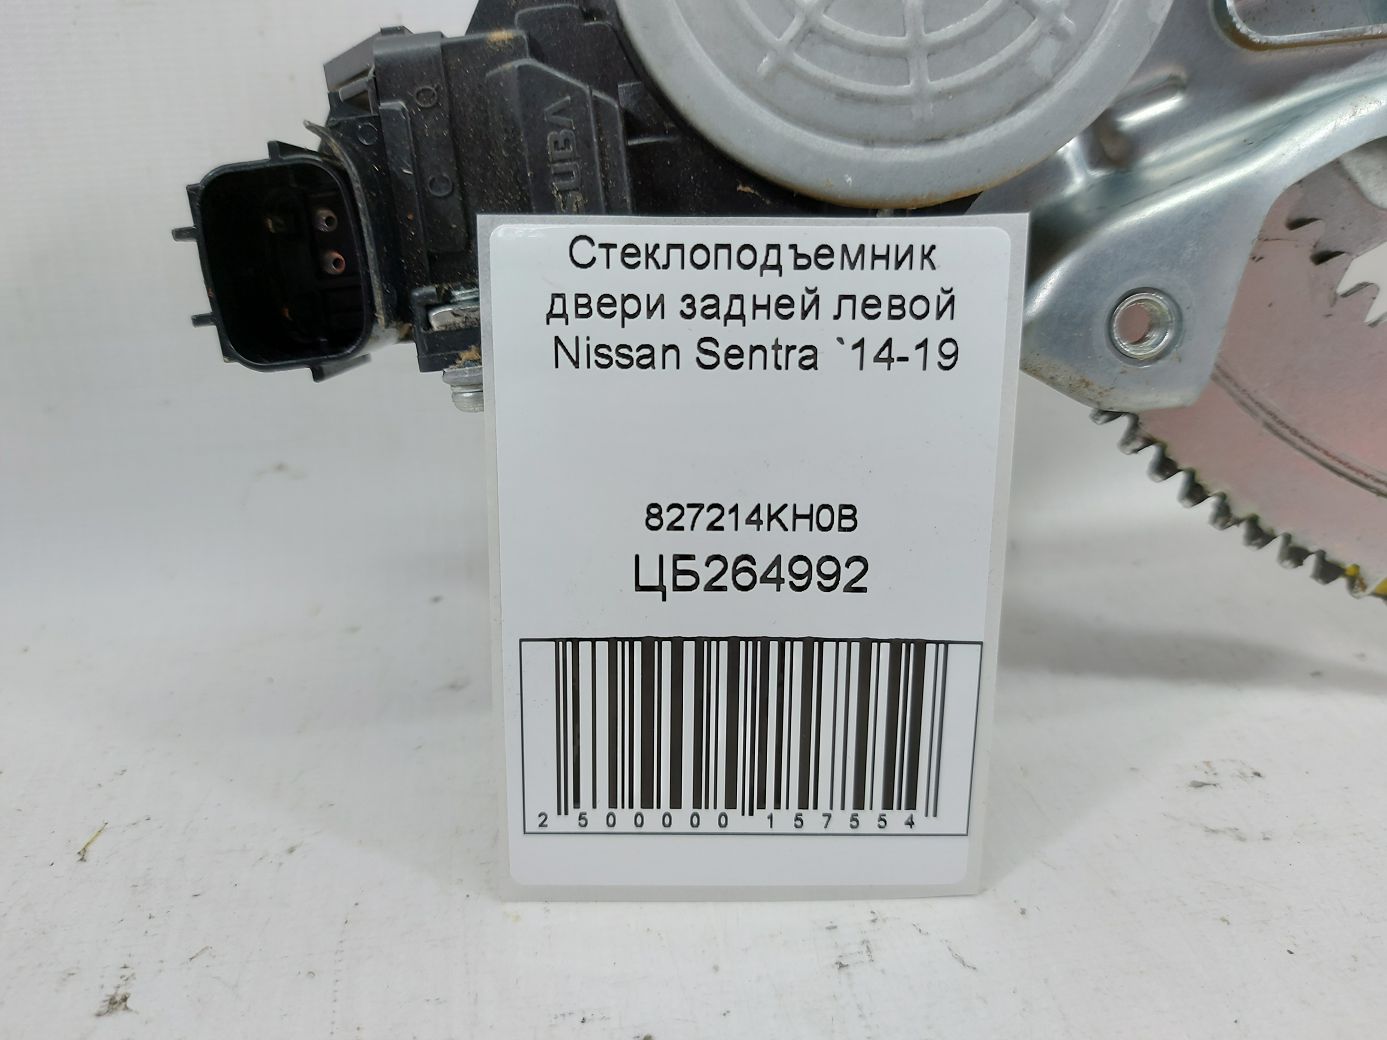 Стеклоподъемник
двери задней левой
Nissan Sentra `14-19
827214KH0B
ЦБ264992
2 500000 157554